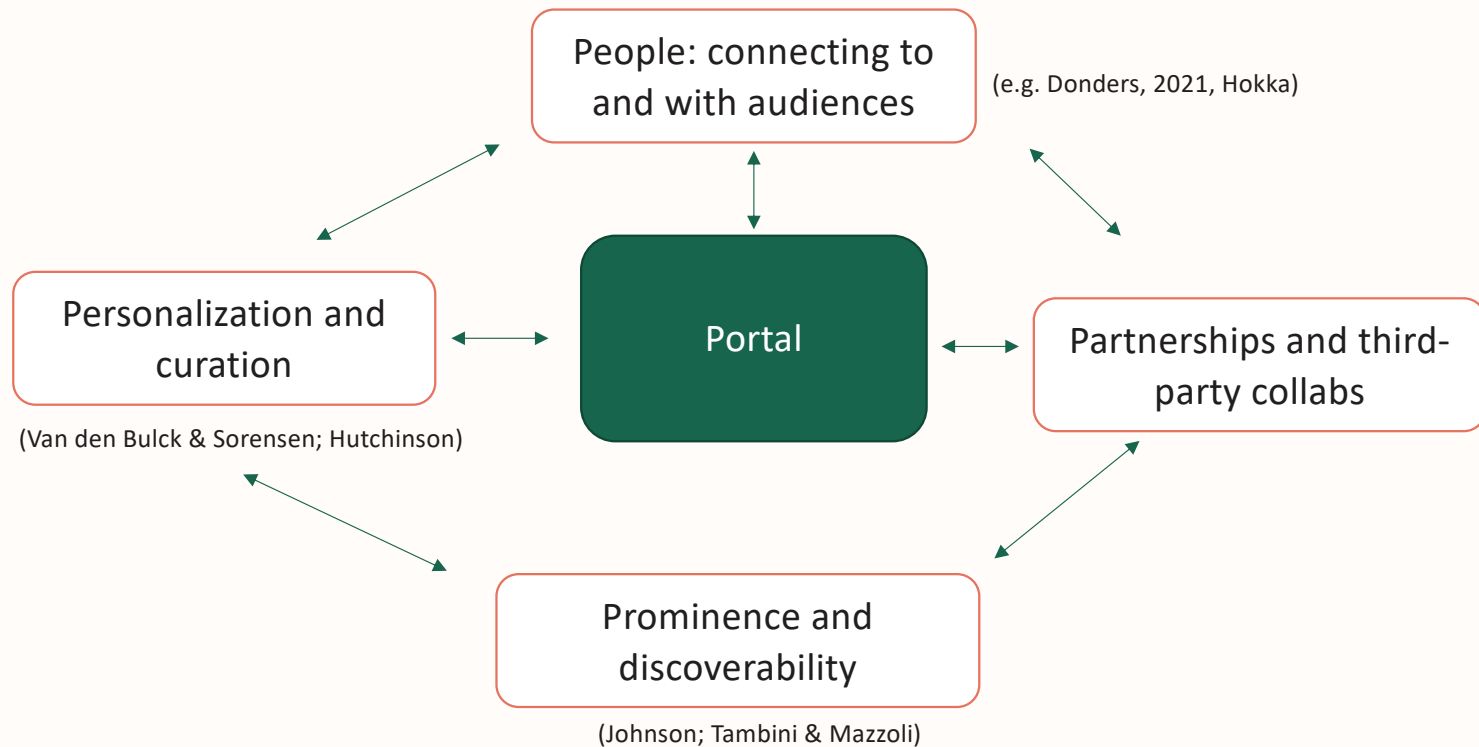 People: connecting to
and with audiences
(e.g. Donders, 2021, Hokka)
Personalization and
curation
(Van den Bulck & Sorensen; Hutchinson)
Portal
Partnerships and third-
party collabs
Prominence and
discoverability
(Johnson; Tambini & Mazzoli)